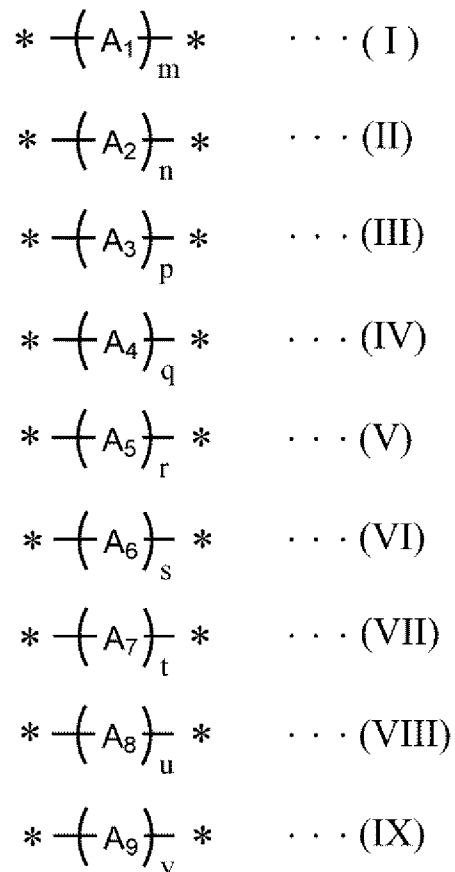 * -(A₁)ₘ- * · · · (I)
* -(A₂)ₙ- * · · · (II)
* -(A₃)ₚ- * · · · (III)
* -(A₄)q- * · · · (IV)
* -(A₅)ᵣ- * · · · (V)
* -(A₆)ₛ- * · · · (VI)
* -(A₇)ₜ- * · · · (VII)
* -(A₈)ᵤ- * · · · (VIII)
* -(A₉)ᵥ- * · · · (IX)